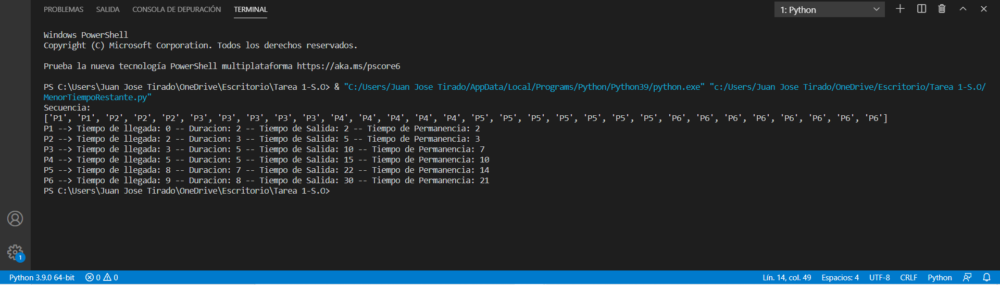 PROBLEMAS SALIDA CONSOLA DE DEPURACIÓN TERMINAL 1: Python
Windows PowerShell
Copyright (C) Microsoft Corporation. Todos los derechos reservados.
Prueba la nueva tecnología PowerShell multiplataforma https://aka.ms/pscore6
PS C:\Users\Juan Jose Tirado\OneDrive\Escritorio\Tarea 1-S.O> & "C:/Users/Juan Jose Tirado/AppData/Local/Programs/Python/Python39/python.exe" "c:/Users/Juan Jose Tirado/OneDrive/Escritorio/Tarea 1-S.O/
MenorTiempoRestante.py"
Secuencia:
['P1', 'P1', 'P2', 'P2', 'P2', 'P3', 'P3', 'P3', 'P3', 'P3', 'P4', 'P4', 'P4', 'P4', 'P4', 'P5', 'P5', 'P5', 'P5', 'P5', 'P5', 'P5', 'P6', 'P6', 'P6', 'P6', 'P6', 'P6', 'P6', 'P6']
P1 --> Tiempo de llegada: 0 -- Duracion: 2 -- Tiempo de Salida: 2 -- Tiempo de Permanencia: 2
P2 --> Tiempo de llegada: 2 -- Duracion: 3 -- Tiempo de Salida: 5 -- Tiempo de Permanencia: 3
P3 --> Tiempo de llegada: 3 -- Duracion: 5 -- Tiempo de Salida: 10 -- Tiempo de Permanencia: 7
P4 --> Tiempo de llegada: 5 -- Duracion: 5 -- Tiempo de Salida: 15 -- Tiempo de Permanencia: 10
P5 --> Tiempo de llegada: 8 -- Duracion: 7 -- Tiempo de Salida: 22 -- Tiempo de Permanencia: 14
P6 --> Tiempo de llegada: 9 -- Duracion: 8 -- Tiempo de Salida: 30 -- Tiempo de Permanencia: 21
PS C:\Users\Juan Jose Tirado\OneDrive\Escritorio\Tarea 1-S.O>
1
Python 3.9.0 64-bit 0 0 Lín. 14, col. 49 Espacios: 4 UTF-8 CRLF Python